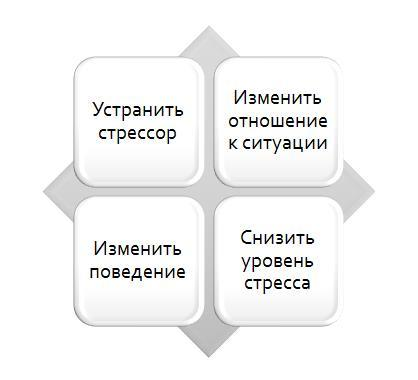 Устранить
стрессор
Изменить
отношение
к ситуации
Изменить
поведение
Снизить
уровень
стресса